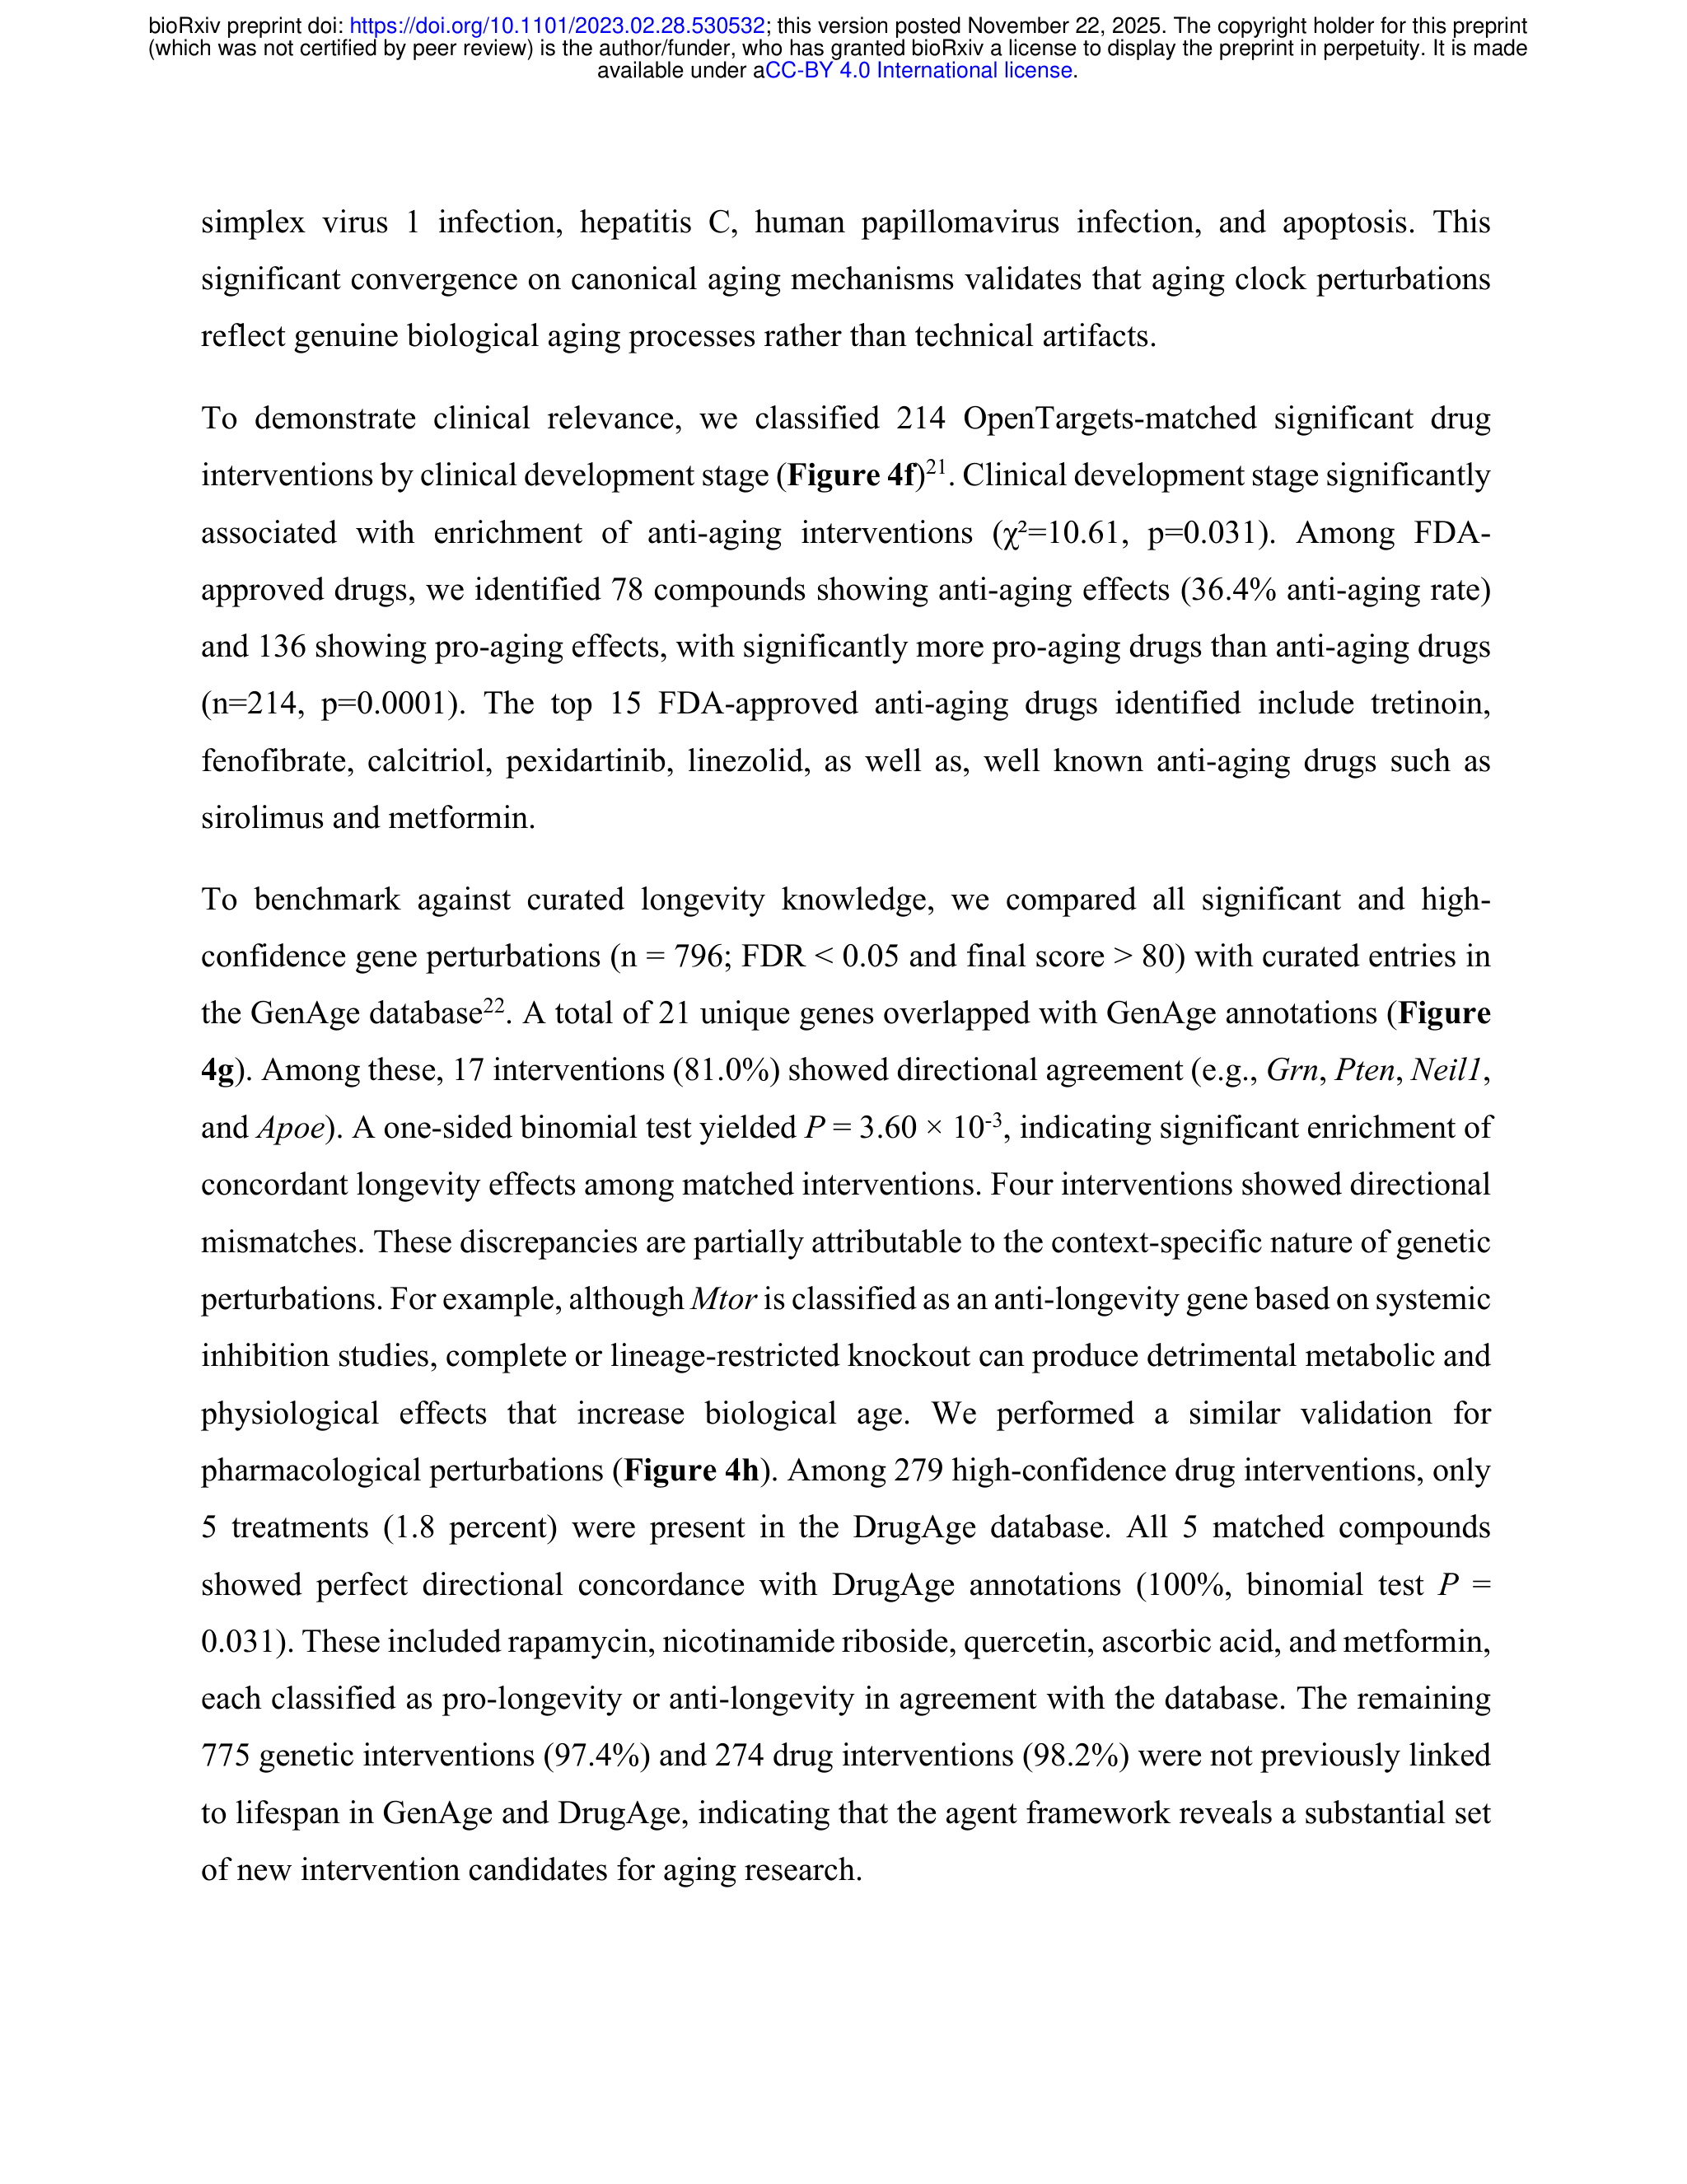 bioRxiv preprint doi: https://doi.org/10.1101/2023.02.28.530532; this version posted November 22, 2025. The copyright holder for this preprint
(which was not certified by peer review) is the author/funder, who has granted bioRxiv a license to display the preprint in perpetuity. It is made
available under aCC-BY 4.0 International license.
simplex virus 1 infection, hepatitis C, human papillomavirus infection, and apoptosis. This
significant convergence on canonical aging mechanisms validates that aging clock perturbations
reflect genuine biological aging processes rather than technical artifacts.
To demonstrate clinical relevance, we classified 214 OpenTargets-matched significant drug
interventions by clinical development stage (Figure 4f)21. Clinical development stage significantly
associated with enrichment of anti-aging interventions (χ²=10.61, p=0.031). Among FDA-
approved drugs, we identified 78 compounds showing anti-aging effects (36.4% anti-aging rate)
and 136 showing pro-aging effects, with significantly more pro-aging drugs than anti-aging drugs
(n=214, p=0.0001). The top 15 FDA-approved anti-aging drugs identified include tretinoin,
fenofibrate, calcitriol, pexidartinib, linezolid, as well as, well known anti-aging drugs such as
sirolimus and metformin.
To benchmark against curated longevity knowledge, we compared all significant and high-
confidence gene perturbations (n = 796; FDR < 0.05 and final score > 80) with curated entries in
the GenAge database22. A total of 21 unique genes overlapped with GenAge annotations (Figure
4g). Among these, 17 interventions (81.0%) showed directional agreement (e.g., Grn, Pten, Neil1,
and Apoe). A one-sided binomial test yielded P = 3.60 × 10-3, indicating significant enrichment of
concordant longevity effects among matched interventions. Four interventions showed directional
mismatches. These discrepancies are partially attributable to the context-specific nature of genetic
perturbations. For example, although Mtor is classified as an anti-longevity gene based on systemic
inhibition studies, complete or lineage-restricted knockout can produce detrimental metabolic and
physiological effects that increase biological age. We performed a similar validation for
pharmacological perturbations (Figure 4h). Among 279 high-confidence drug interventions, only
5 treatments (1.8 percent) were present in the DrugAge database. All 5 matched compounds
showed perfect directional concordance with DrugAge annotations (100%, binomial test P =
0.031). These included rapamycin, nicotinamide riboside, quercetin, ascorbic acid, and metformin,
each classified as pro-longevity or anti-longevity in agreement with the database. The remaining
775 genetic interventions (97.4%) and 274 drug interventions (98.2%) were not previously linked
to lifespan in GenAge and DrugAge, indicating that the agent framework reveals a substantial set
of new intervention candidates for aging research.